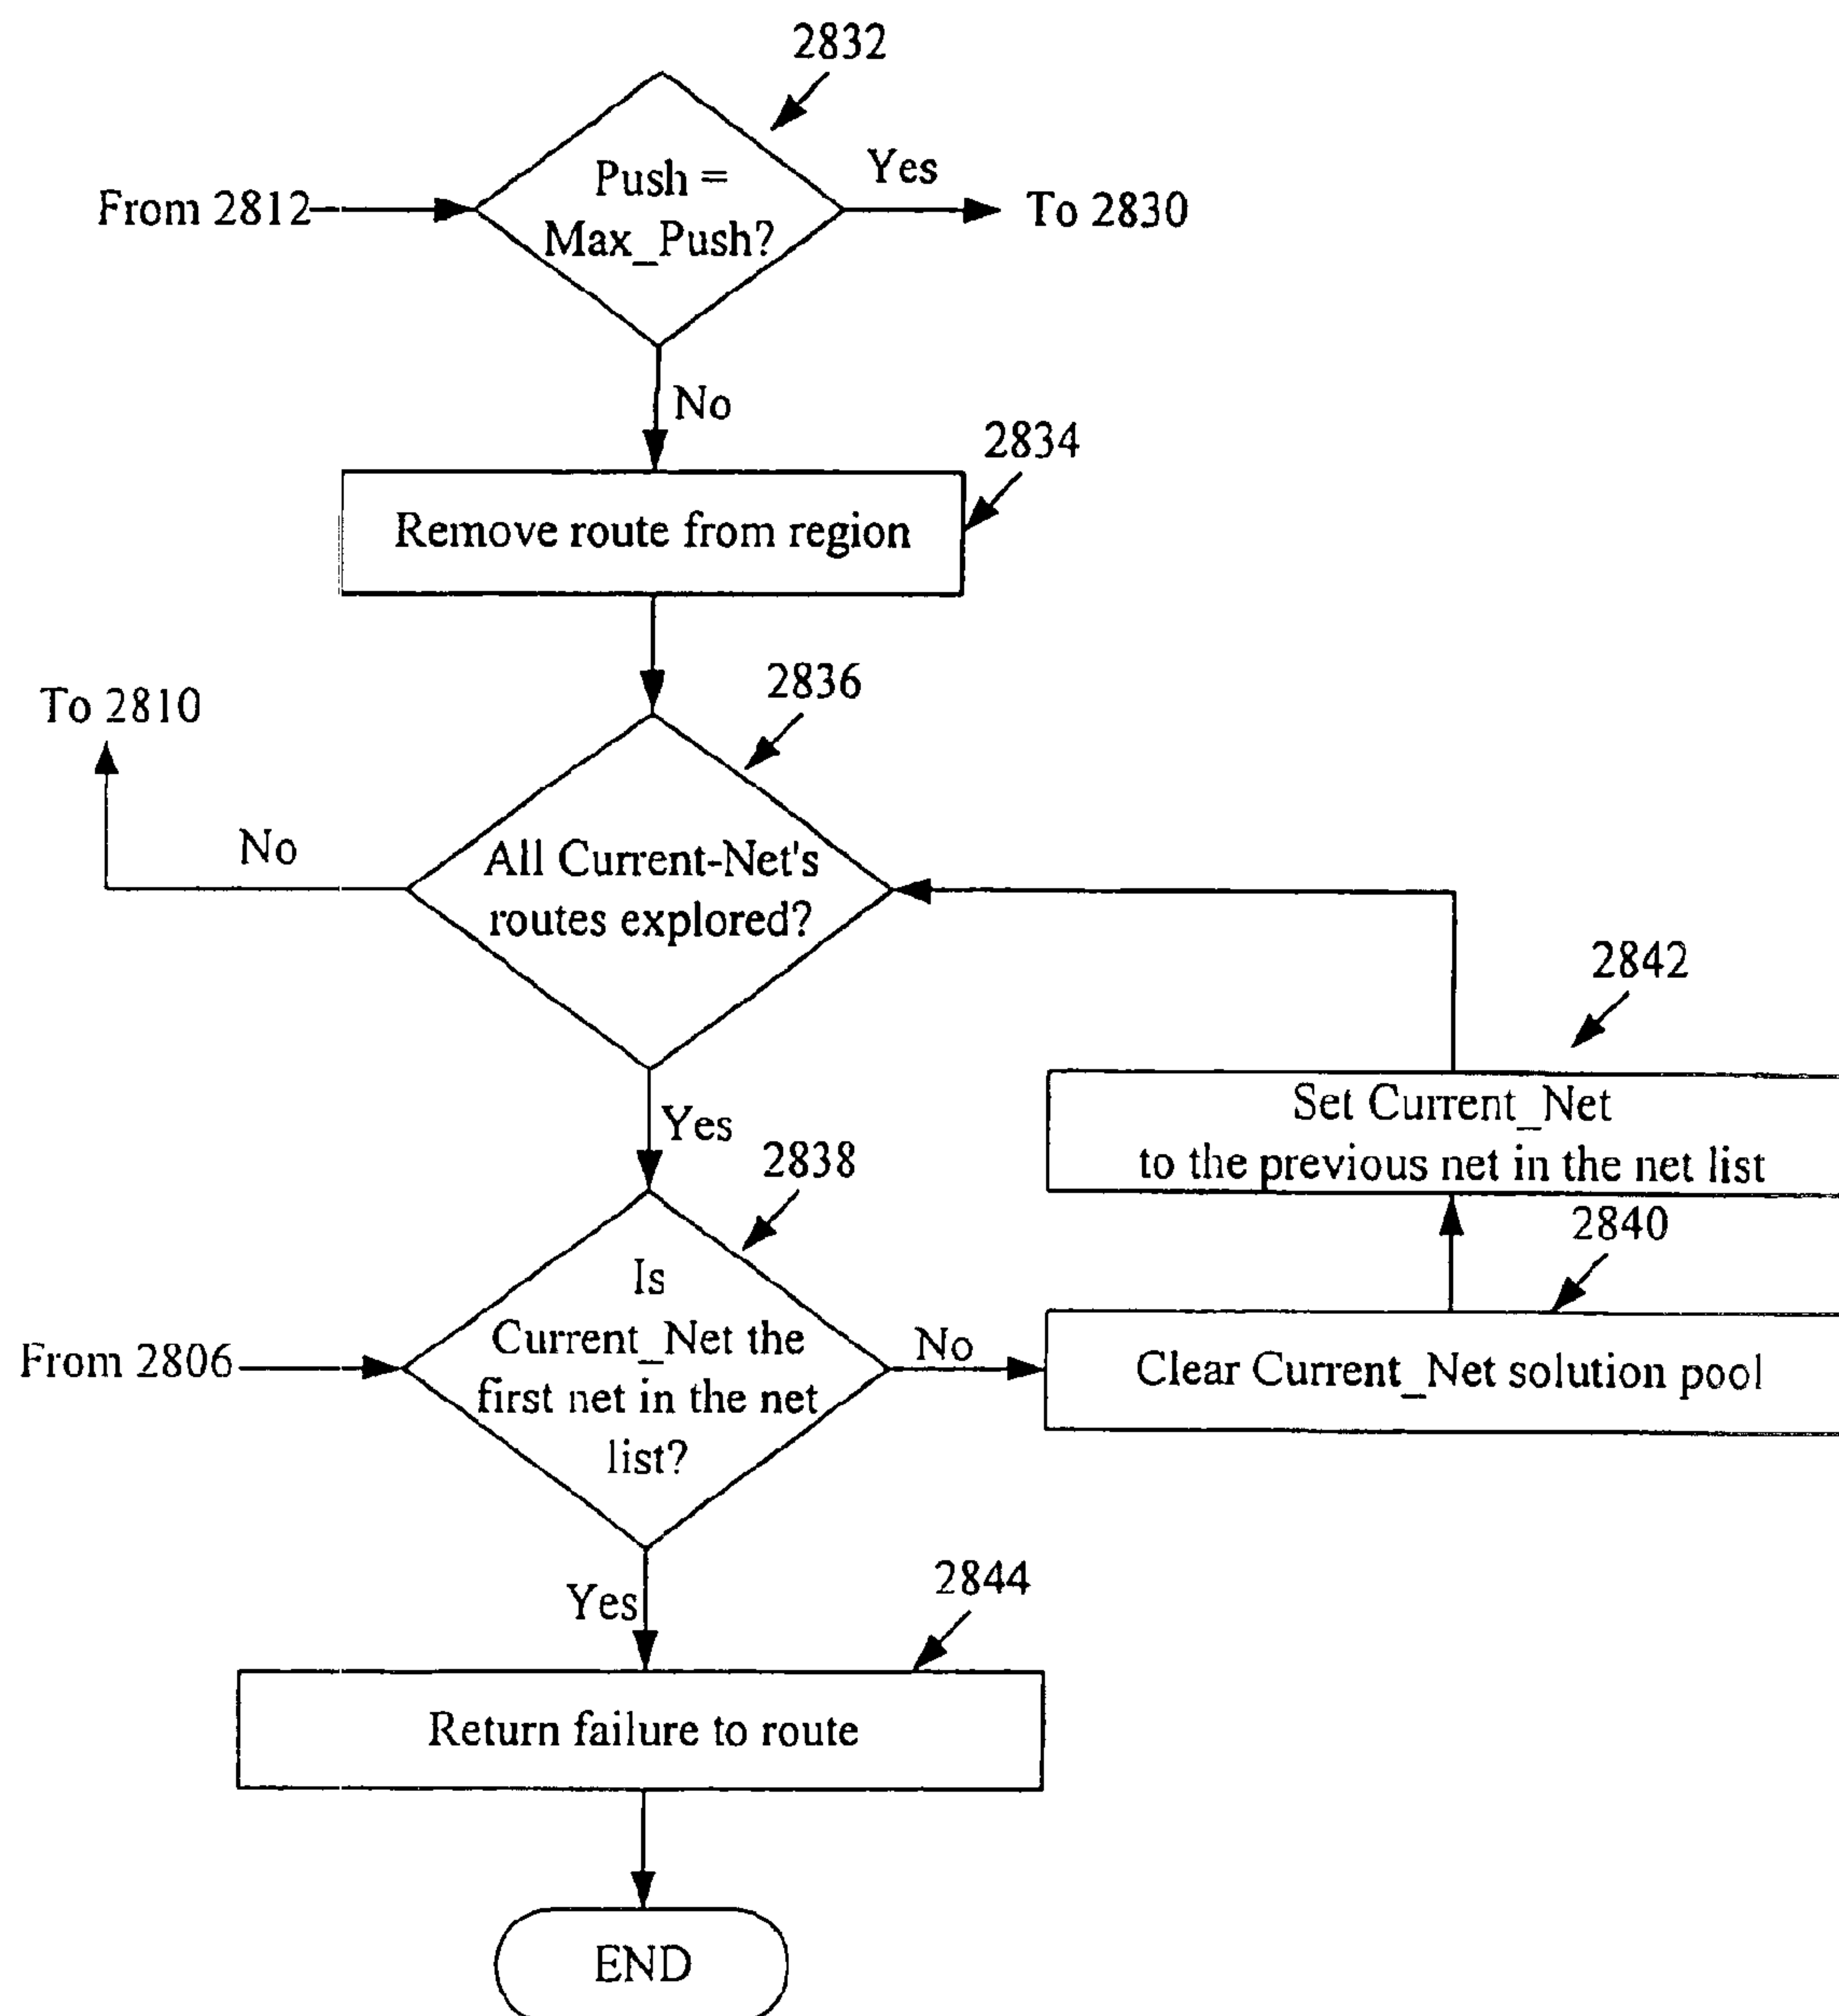 2832
Push =
Max_Push?
Yes
From 2812
To 2830
No
2834
Remove route from region
2836
To 2810
No
All Current-Net's
routes explored?
2842
Set Current_Net
to the previous net in the net list
Yes
2838
2840
Is
Current_Net the
first net in the net
list?
From 2806
No
Clear Current_Net solution pool
Yes
2844
Return failure to route
END